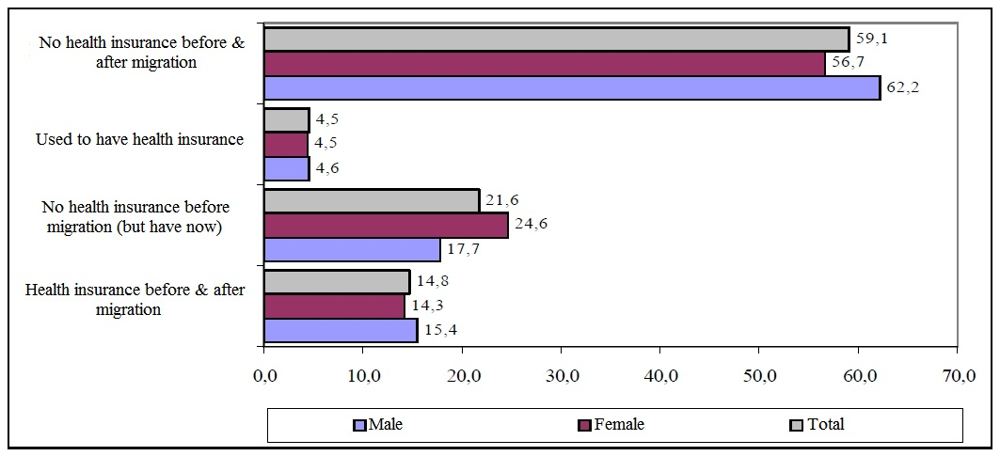 No health insurance before &
after migration
59,1
56,7
62,2
Used to have health insurance
4,5
4,5
4,6
No health insurance before
migration (but have now)
21,6
24,6
17,7
Health insurance before & after
migration
14,8
14,3
15,4
0,0 10,0 20,0 30,0 40,0 50,0 60,0 70,0
Male Female Total